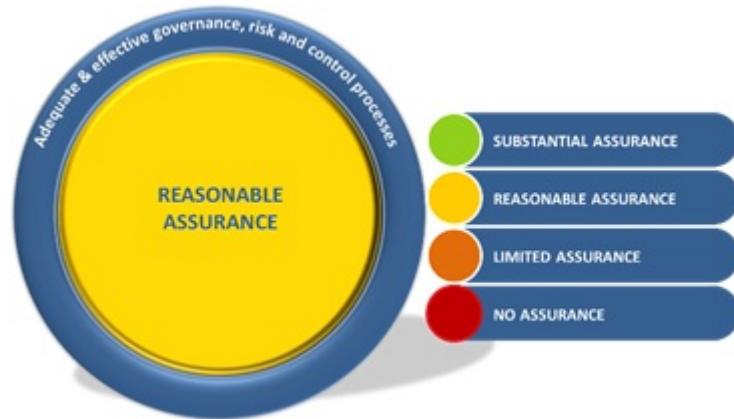 Adequate & effective governance, risk and control processes
REASONABLE
ASSURANCE
SUBSTANTIAL ASSURANCE
REASONABLE ASSURANCE
LIMITED ASSURANCE
NO ASSURANCE